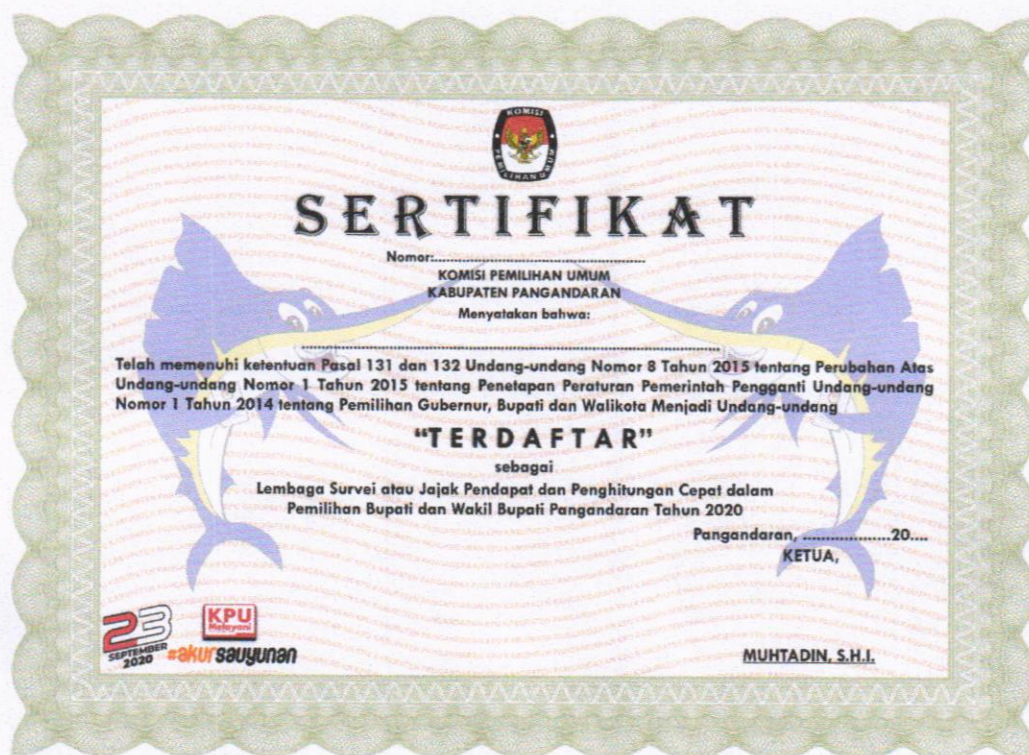 KOMISI
PEMILIHAN UMUM
SERTIFIKAT
Nomor:......................................................
KOMISI PEMILIHAN UMUM
KABUPATEN PANGANDARAN
Menyatakan bahwa:
..........................................................................................................
Telah memenuhi ketentuan Pasal 131 dan 132 Undang-undang Nomor 8 Tahun 2015 tentang Perubahan Atas
Undang-undang Nomor 1 Tahun 2015 tentang Penetapan Peraturan Pemerintah Pengganti Undang-undang
Nomor 1 Tahun 2014 tentang Pemilihan Gubernur, Bupati dan Walikota Menjadi Undang-undang
“TERDAFTAR”
sebagai
Lembaga Survei atau Jajak Pendapat dan Penghitungan Cepat dalam
Pemilihan Bupati dan Wakil Bupati Pangandaran Tahun 2020
Pangandaran, ......................20....
KETUA,
23
SEPTEMBER
2020
KPU
Melayani
#akur sauyunan
MUHTADIN, S.H.I.